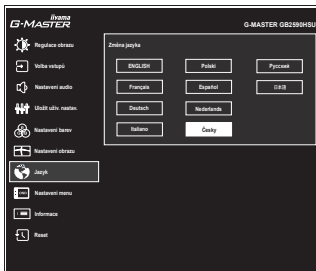 iiyama
G-MASTER
G-MASTER GB2590HSU
Regulace obrazu
Volba vstupů
Nastavení audio
Uložit uživ. nastav.
Nastavení barev
Nastavení obrazu
Jazyk
Nastavení menu
Informace
Reset
Změna jazyka
ENGLISH
Polski
Русский
Français
Español
日本語
Deutsch
Nederlands
Italiano
Česky